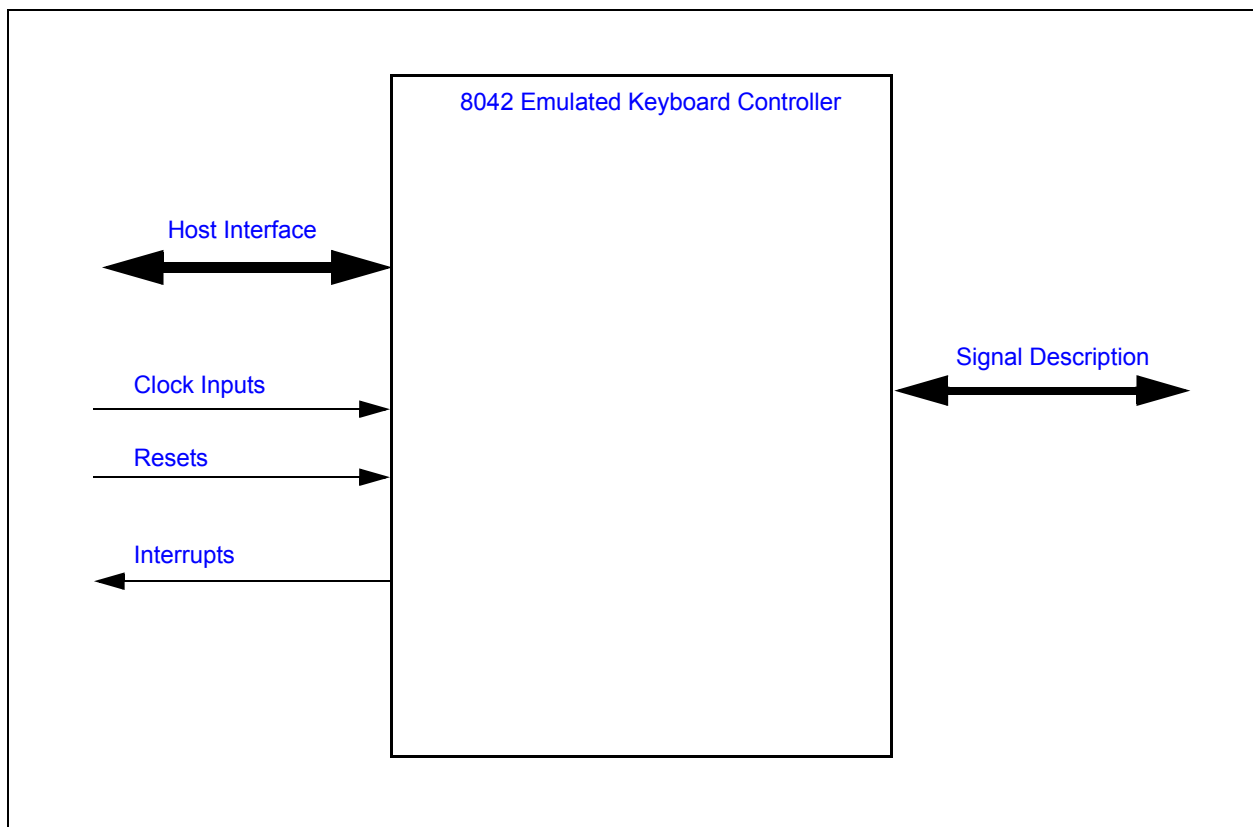 8042 Emulated Keyboard Controller
Host Interface
Signal Description
Clock Inputs
Resets
Interrupts